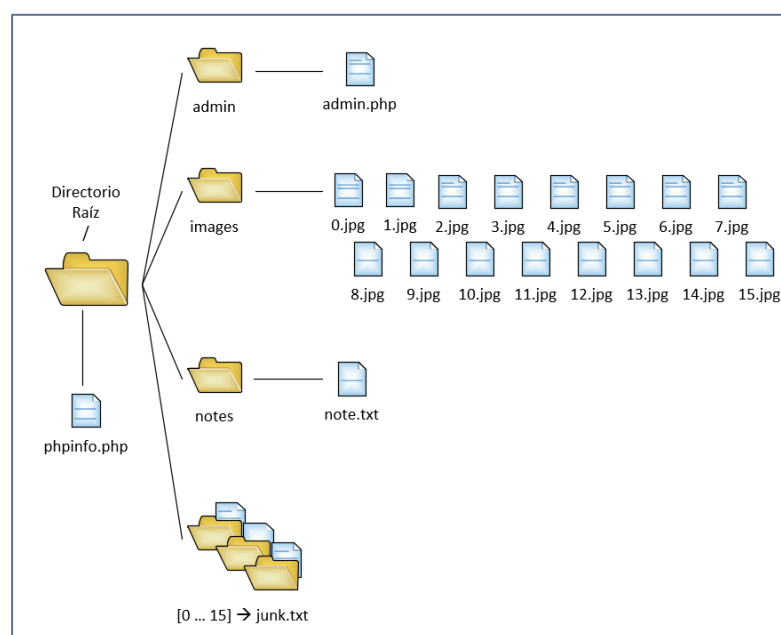 admin
admin.php
Directorio
Raíz
/
images
0.jpg 1.jpg 2.jpg 3.jpg 4.jpg 5.jpg 6.jpg 7.jpg
8.jpg 9.jpg 10.jpg 11.jpg 12.jpg 13.jpg 14.jpg 15.jpg
notes
note.txt
phpinfo.php
[0 ... 15] → junk.txt